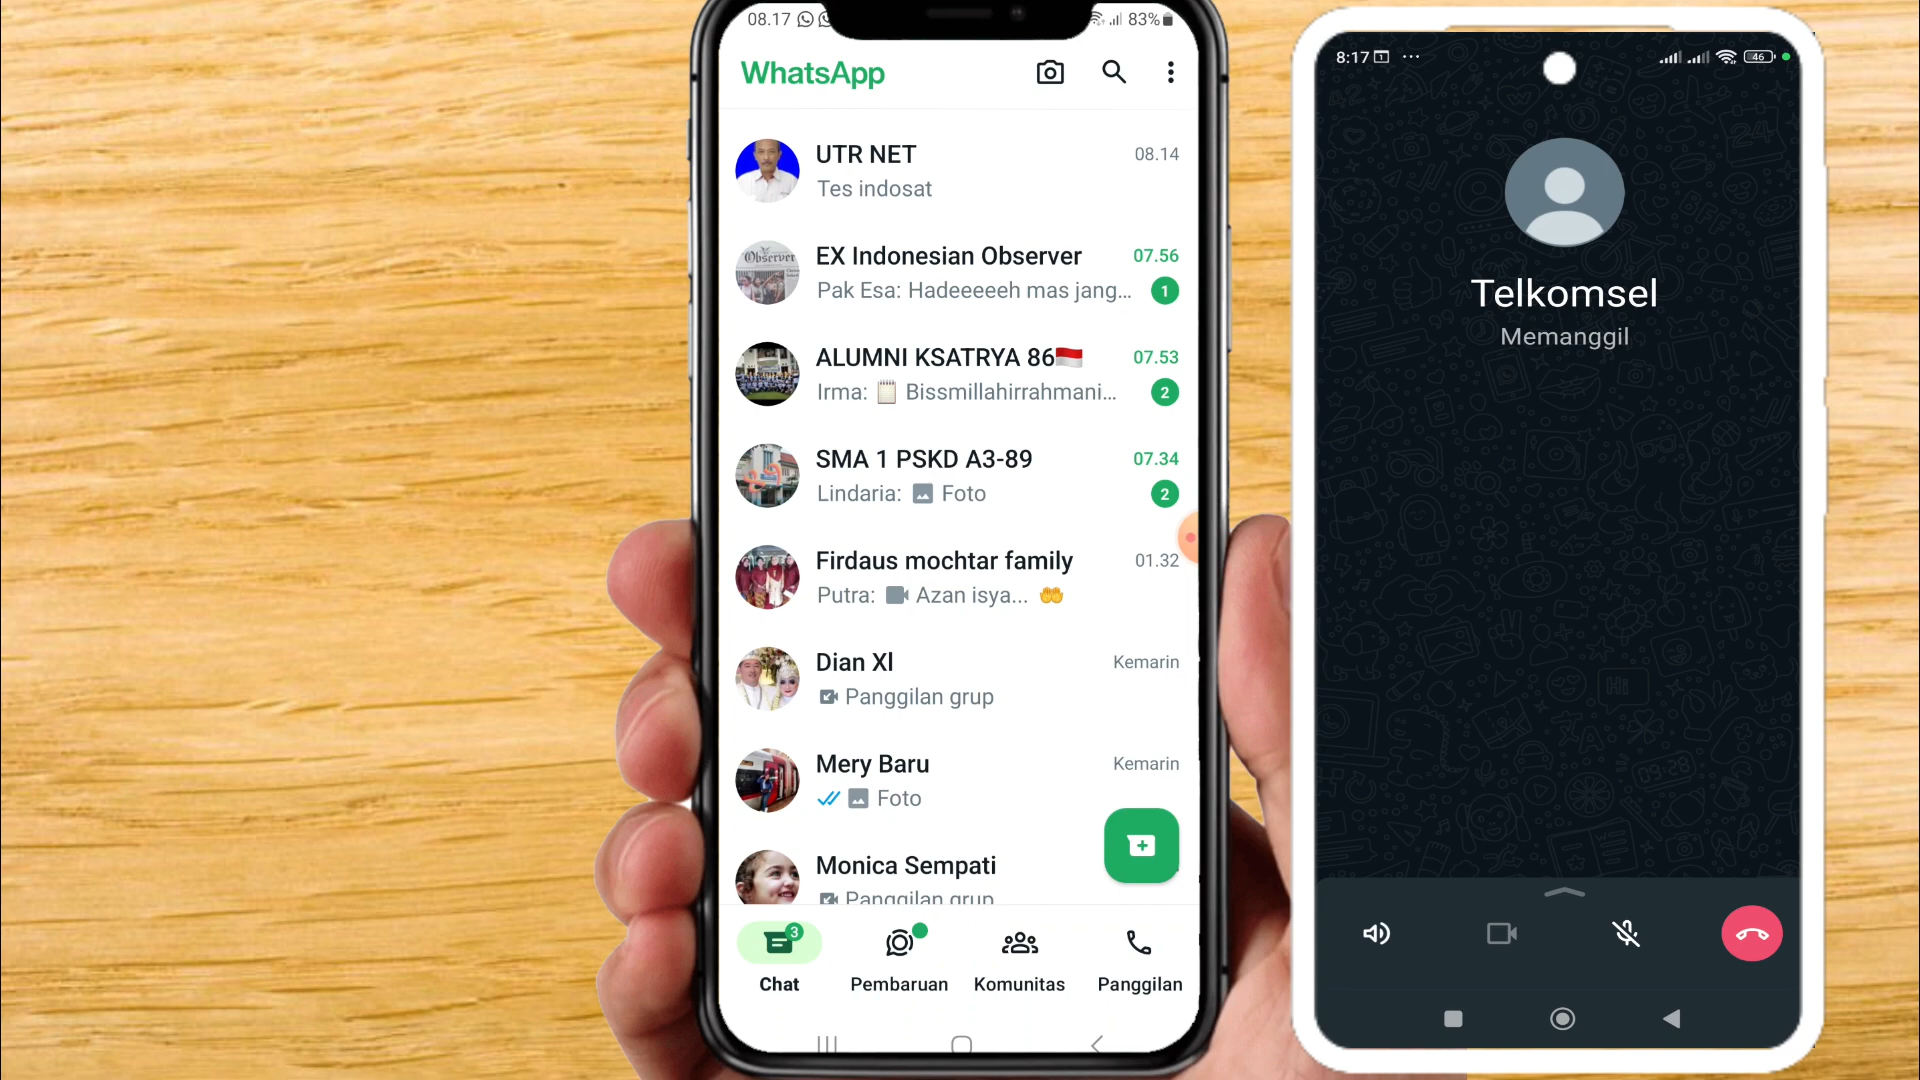 08.17
83%
WhatsApp
UTR NET
08.14
Tes indosat
Observer
EX Indonesian Observer
07.56
Pak Esa: Hadeeeeeh mas jang...
1
ALUMNI KSATRYA 86🇮🇩
07.53
Irma: 🗒️ Bissmillahirrahmani...
2
SMA 1 PSKD A3-89
07.34
Lindaria: Foto
2
Firdaus mochtar family
01.32
Putra: Azan isya... 🤲
Dian Xl
Kemarin
Panggilan grup
Mery Baru
Kemarin
Foto
Monica Sempati
Panggilan grup
3
Chat
Pembaruan
Komunitas
Panggilan
8:17
1
46
Telkomsel
Memanggil